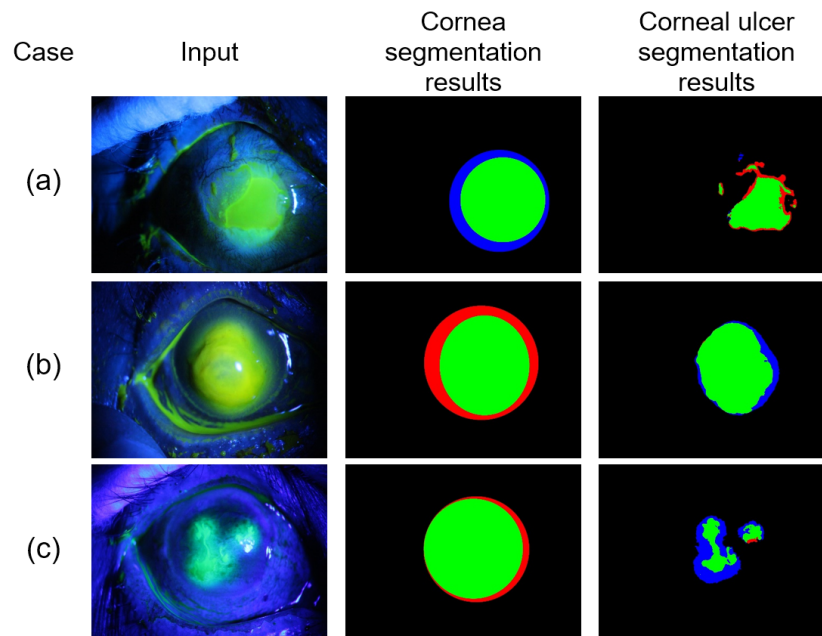 Case
Input
Cornea
segmentation
results
Corneal ulcer
segmentation
results
(a)
(b)
(c)